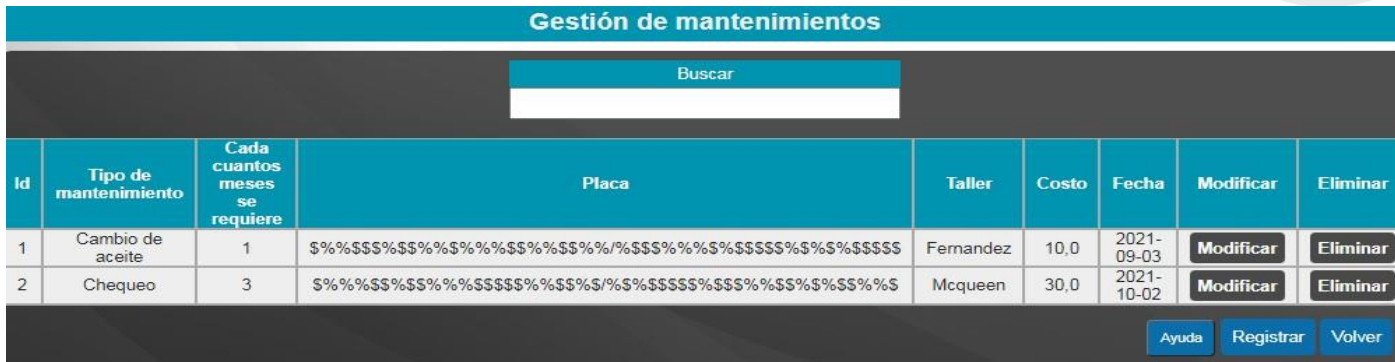 Gestión de mantenimientos
Buscar
Id Tipo de mantenimiento Cada cuantos meses se requiere Placa Taller Costo Fecha Modificar Eliminar
1 Cambio de aceite 1 $%%$$$%$$%%$%%%$$%%$$%%/%$$$%%%$%$$$$$%$%$%$$$$$ Fernandez 10,0 2021-09-03 Modificar Eliminar
2 Chequeo 3 $%%%$$%$$%%%$$$$$%%$$%$/%$%$$$$$%$$$%%$$%$%$$%%$ Mcqueen 30,0 2021-10-02 Modificar Eliminar
Ayuda Registrar Volver